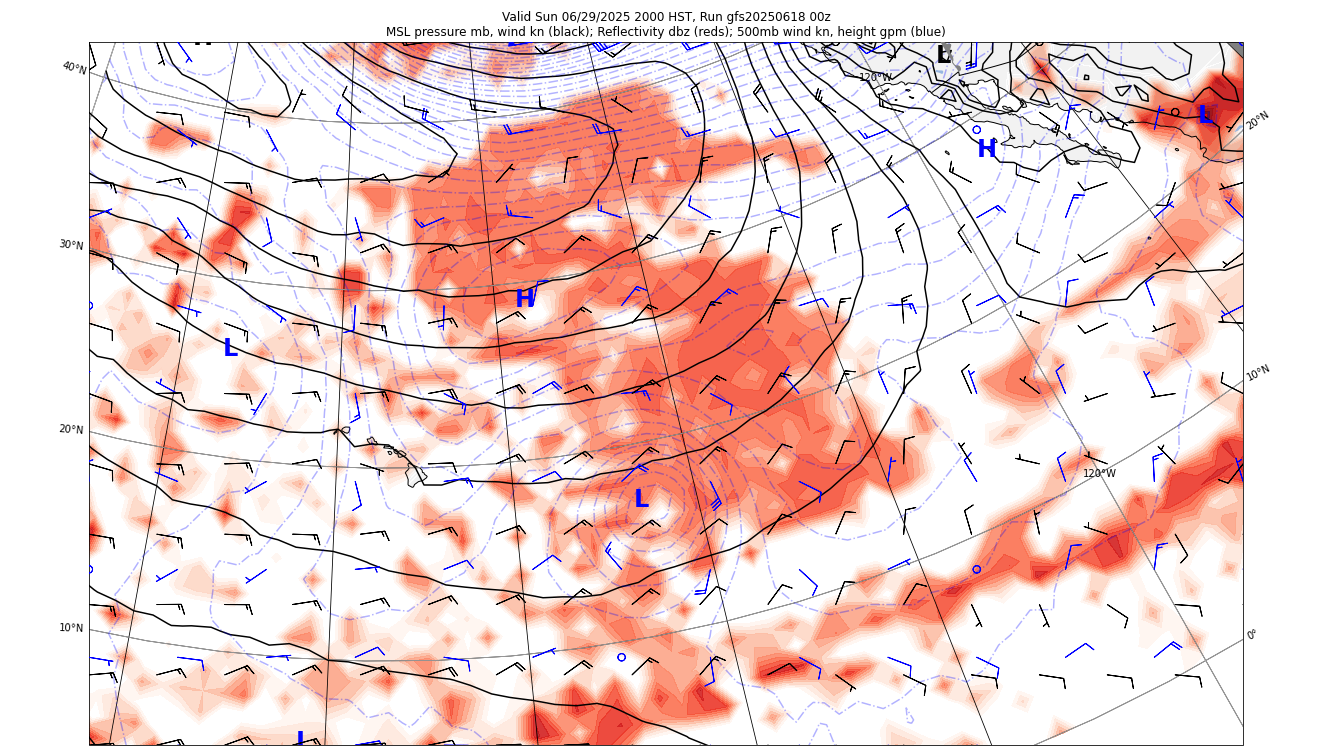 Valid Sun 06/29/2025 2000 HST, Run gfs20250618 00z
MSL pressure mb, wind kn (black); Reflectivity dbz (reds); 500mb wind kn, height gpm (blue)
L
120°W
40°N
L
20°N
H
30°N
H
L
10°N
20°N
120°W
L
10°N
0°
L